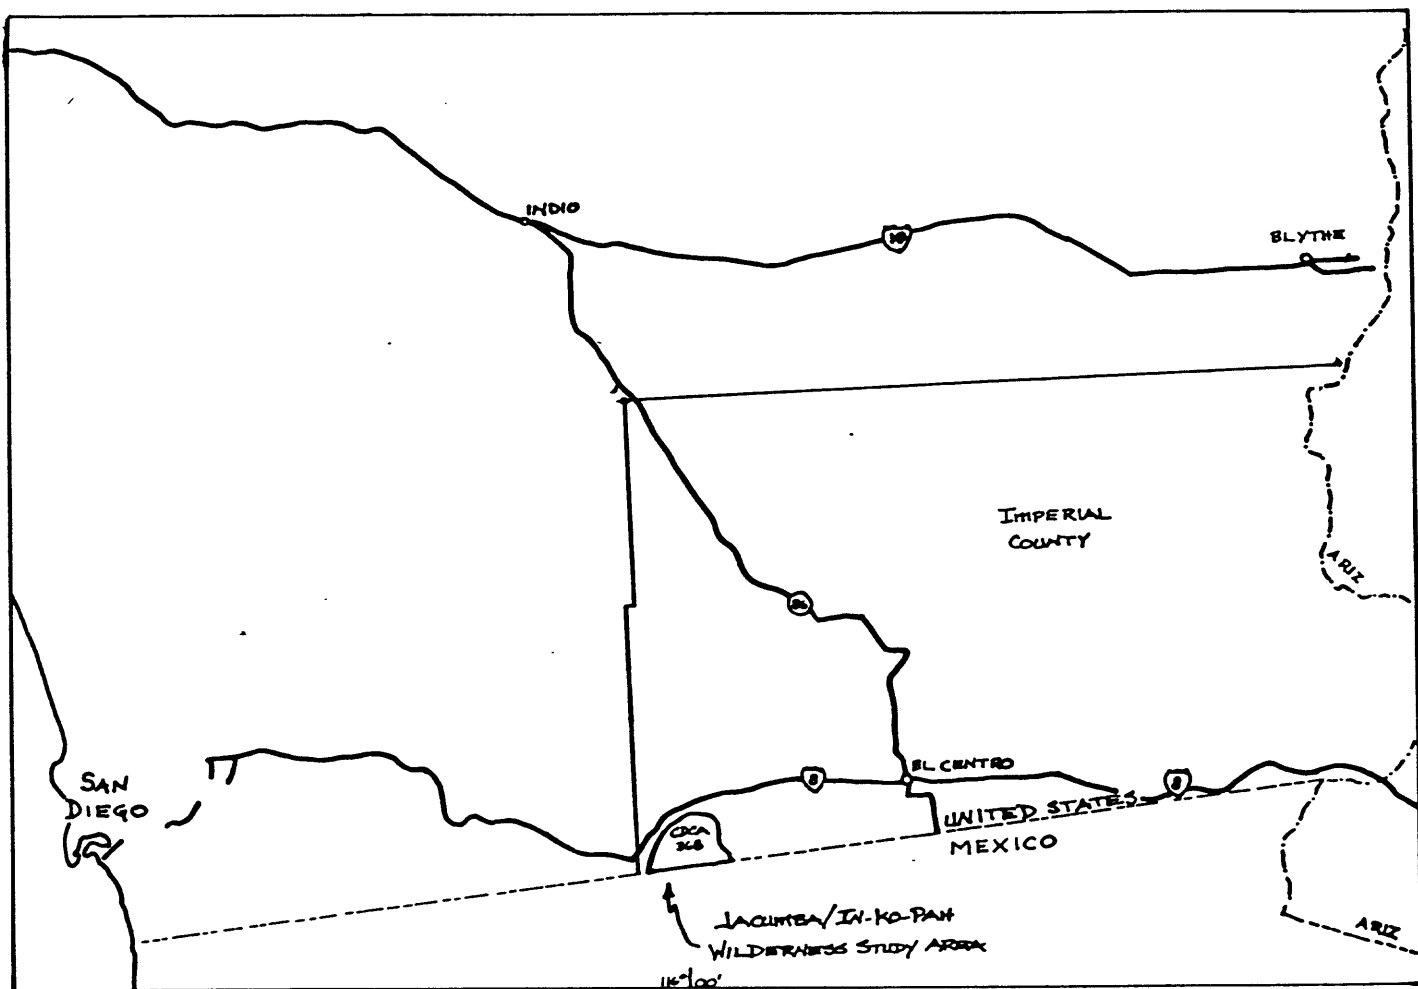 INDIO
10
BLYTHE
IMPERIAL
COUNTY
ARIZ
86
SAN
DIEGO
8
EL CENTRO
8
CDCA
368
UNITED STATES
MEXICO
JACUMBA/IN-KO-PAH
WILDERNESS STUDY AREA
ARIZ
116°00'